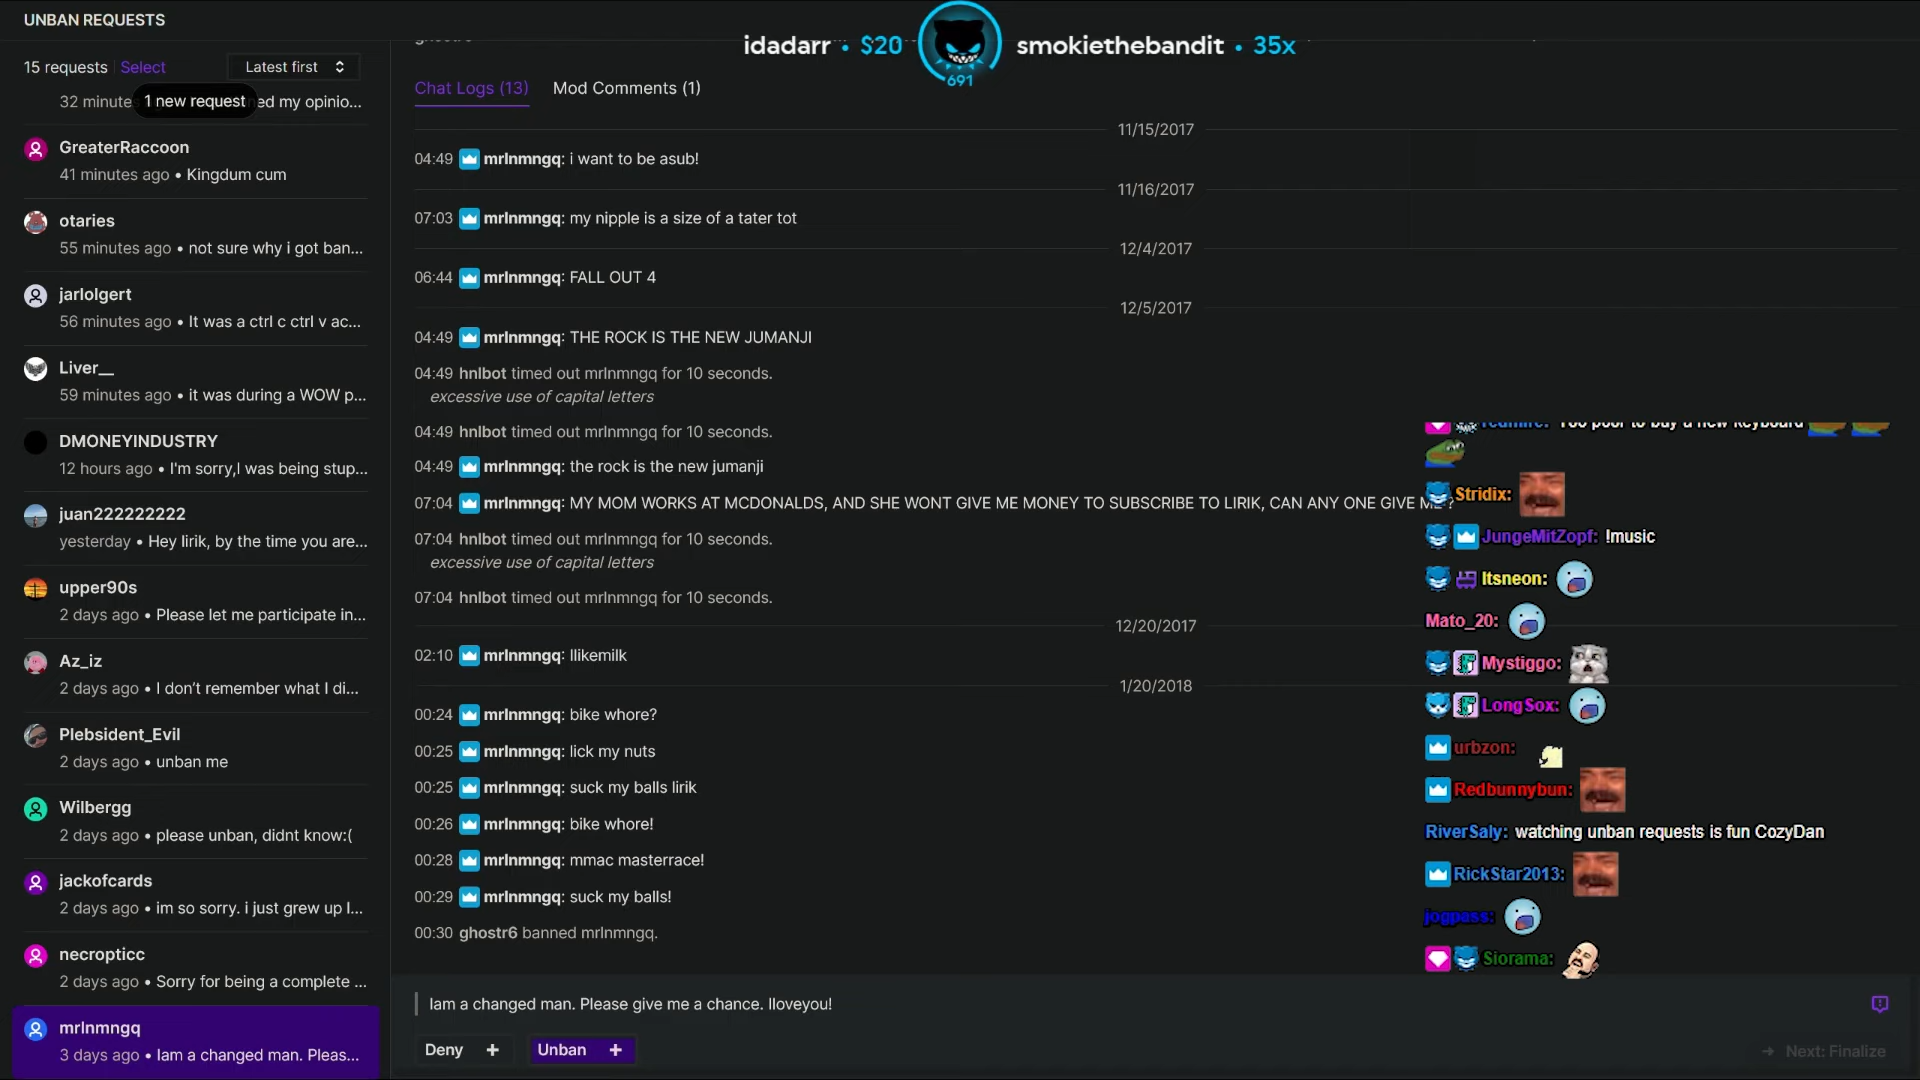 UNBAN REQUESTS
15 requests
Select
Latest first
32 minute
1 new request
ed my opinio...
GreaterRaccoon
41 minutes ago • Kingdum cum
otaries
55 minutes ago • not sure why i got ban...
jarlolgert
56 minutes ago • It was a ctrl c ctrl v ac...
Liver__
59 minutes ago • it was during a WOW p...
DMONEYINDUSTRY
12 hours ago • I'm sorry,I was being stup...
juan222222222
yesterday • Hey lirik, by the time you are...
upper90s
2 days ago • Please let me participate in...
Az_iz
2 days ago • I don't remember what I di...
Plebsident_Evil
2 days ago • unban me
Wilbergg
2 days ago • please unban, didnt know:(
jackofcards
2 days ago • im so sorry. i just grew up l...
necropticc
2 days ago • Sorry for being a complete ...
mrlnmngq
3 days ago • Iam a changed man. Pleas...
idadarr • $20
691
smokiethebandit • 35x
Chat Logs (13)
Mod Comments (1)
11/15/2017
04:49 mrlnmngq: i want to be asub!
11/16/2017
07:03 mrlnmngq: my nipple is a size of a tater tot
12/4/2017
06:44 mrlnmngq: FALL OUT 4
12/5/2017
04:49 mrlnmngq: THE ROCK IS THE NEW JUMANJI
04:49 hnlbot timed out mrlnmngq for 10 seconds.
excessive use of capital letters
04:49 hnlbot timed out mrlnmngq for 10 seconds.
04:49 mrlnmngq: the rock is the new jumanji
07:04 mrlnmngq: MY MOM WORKS AT MCDONALDS, AND SHE WONT GIVE ME MONEY TO SUBSCRIBE TO LIRIK, CAN ANY ONE GIVE ME ?
07:04 hnlbot timed out mrlnmngq for 10 seconds.
excessive use of capital letters
07:04 hnlbot timed out mrlnmngq for 10 seconds.
12/20/2017
02:10 mrlnmngq: Ilikemilk
1/20/2018
00:24 mrlnmngq: bike whore?
00:25 mrlnmngq: lick my nuts
00:25 mrlnmngq: suck my balls lirik
00:26 mrlnmngq: bike whore!
00:28 mrlnmngq: mmac masterrace!
00:29 mrlnmngq: suck my balls!
00:30 ghostr6 banned mrlnmngq.
Iam a changed man. Please give me a chance. Iloveyou!
Deny +
Unban +
Next: Finalize
Too poor to buy a new keyboard
Stridix:
JungeMitZopf: !music
Itsneon:
Mato_20:
Mystiggo:
LongSox:
urbzon:
Redbunnybun:
RiverSaly: watching unban requests is fun CozyDan
RickStar2013:
jogpass:
Siorama: